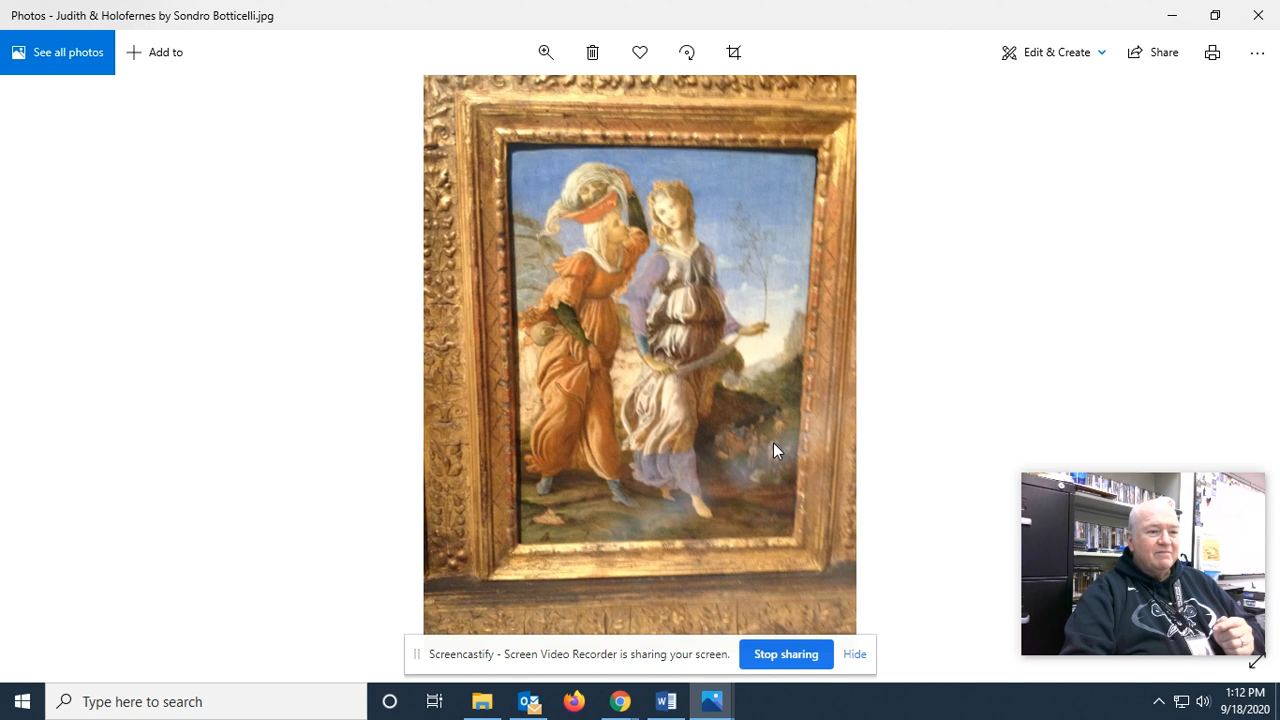 Photos - Judith & Holofernes by Sondro Botticelli.jpg
See all photos
Add to
Edit & Create
Share
Screencastify - Screen Video Recorder is sharing your screen.
Stop sharing
Hide
Type here to search
1:12 PM
9/18/2020